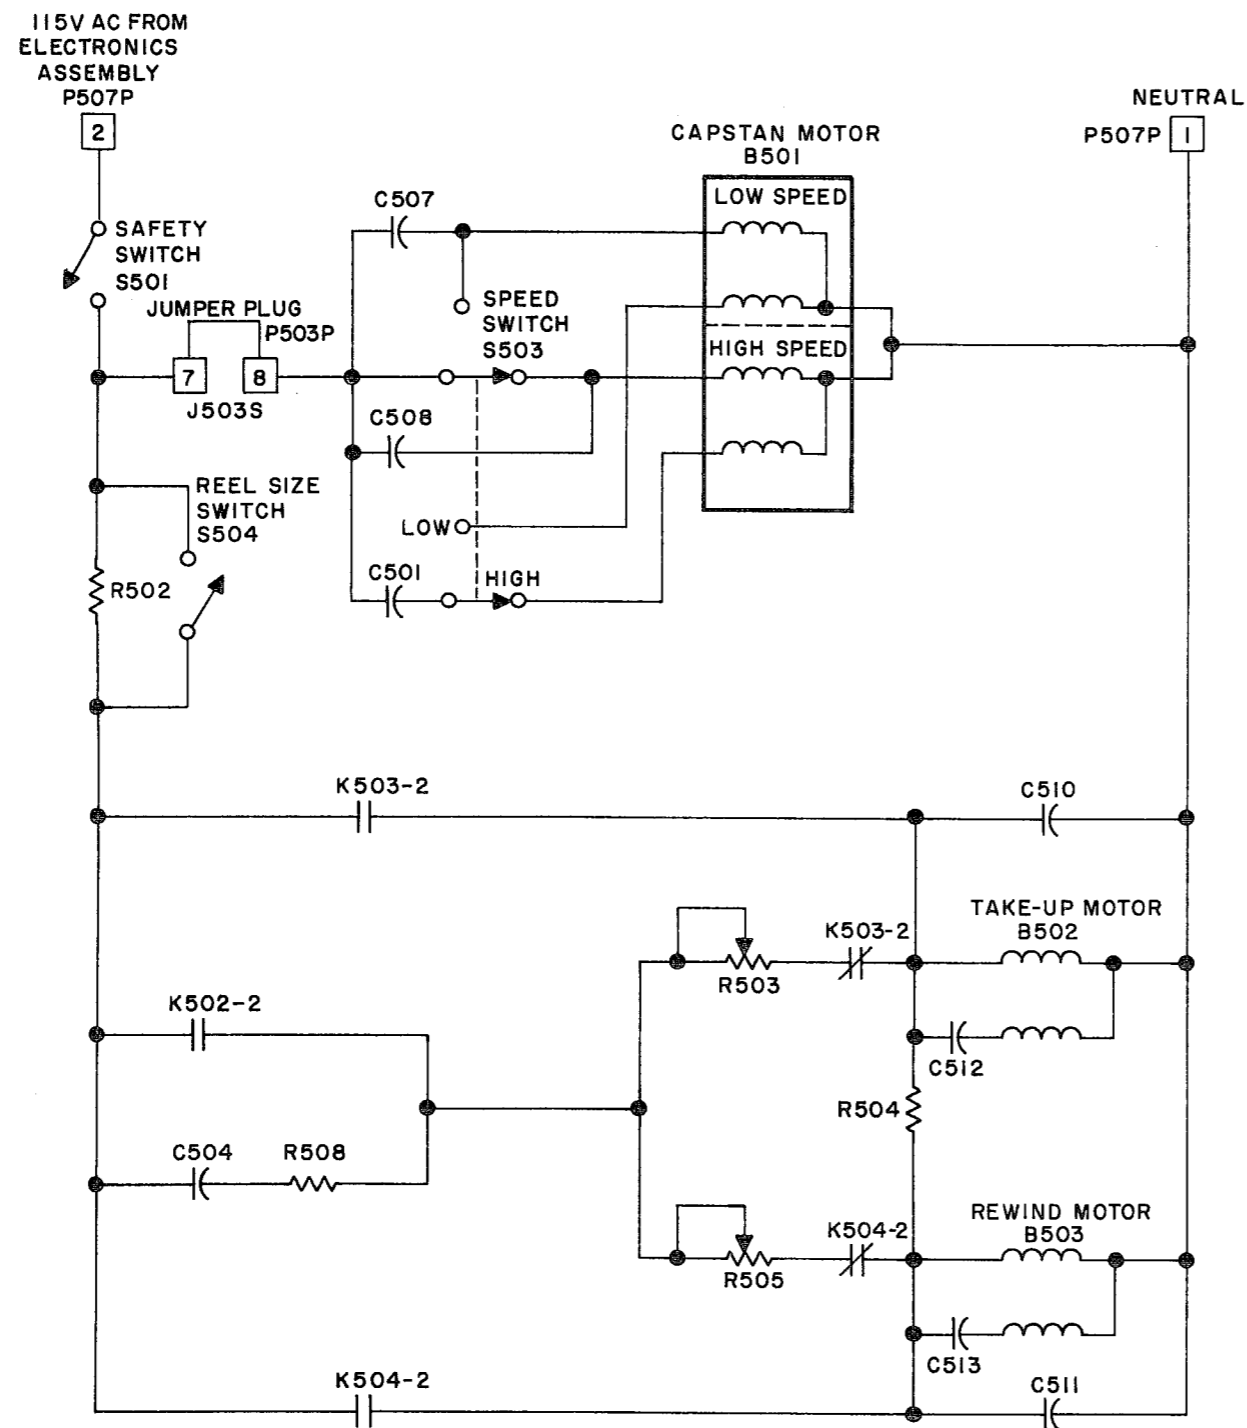 115V AC FROM
ELECTRONICS
ASSEMBLY
P507P
2
NEUTRAL
P507P 1
CAPSTAN MOTOR
B501
LOW SPEED
HIGH SPEED
C507
SAFETY
SWITCH
S501
JUMPER PLUG
P503P
7 8
J503S
SPEED
SWITCH
S503
C508
REEL SIZE
SWITCH
S504
LOW
R502
C501
HIGH
K503-2
C510
TAKE-UP MOTOR
B502
K503-2
R503
K502-2
C512
R504
C504
R508
REWIND MOTOR
B503
K504-2
R505
C513
K504-2
C511